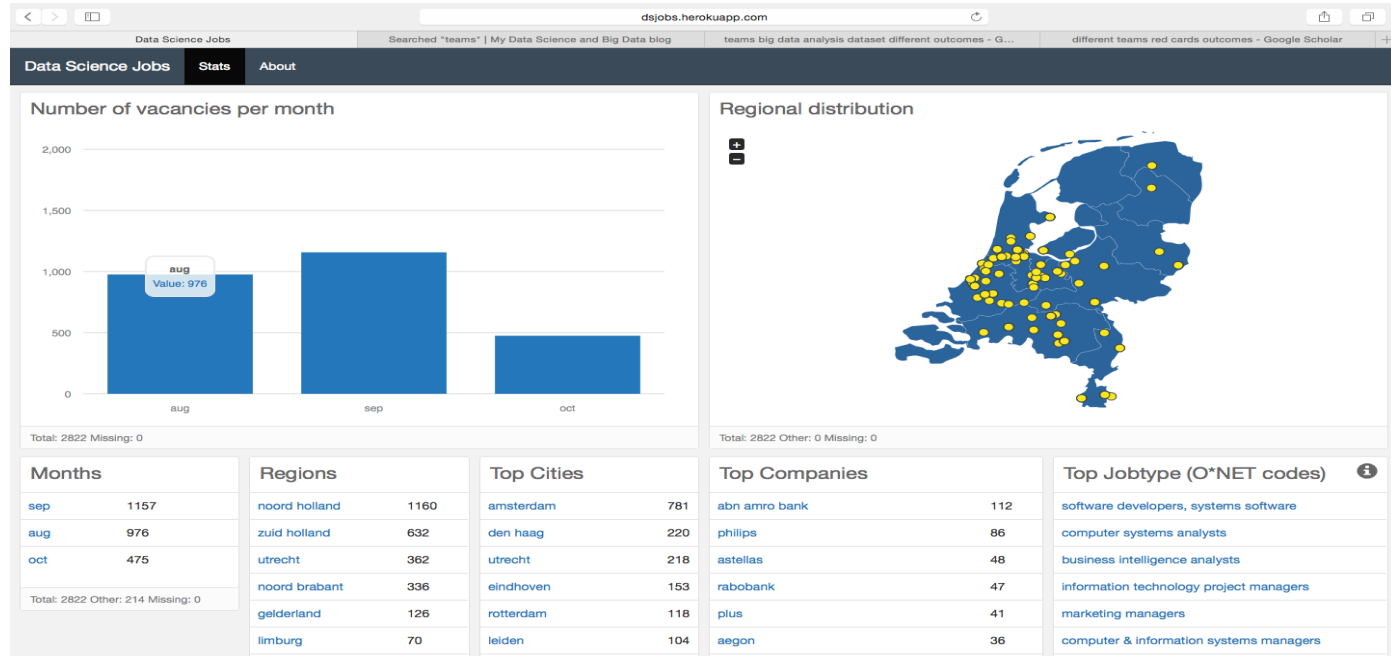 dsjobs.herokuapp.com
Data Science Jobs
Searched "teams" | My Data Science and Big Data blog
teams big data analysis dataset different outcomes - G...
different teams red cards outcomes - Google Scholar
Data Science Jobs Stats About
Number of vacancies per month
2,000
1,500
1,000
500
0
aug
Value: 976
aug sep oct
Total: 2822 Missing: 0
Regional distribution
+
−
Total: 2822 Other: 0 Missing: 0
Months
sep 1157
aug 976
oct 475
Total: 2822 Other: 214 Missing: 0
Regions
noord holland 1160
zuid holland 632
utrecht 362
noord brabant 336
gelderland 126
limburg 70
Top Cities
amsterdam 781
den haag 220
utrecht 218
eindhoven 153
rotterdam 118
leiden 104
Top Companies
abn amro bank 112
philips 86
astellas 48
rabobank 47
plus 41
aegon 36
Top Jobtype (O*NET codes)
software developers, systems software
computer systems analysts
business intelligence analysts
information technology project managers
marketing managers
computer & information systems managers